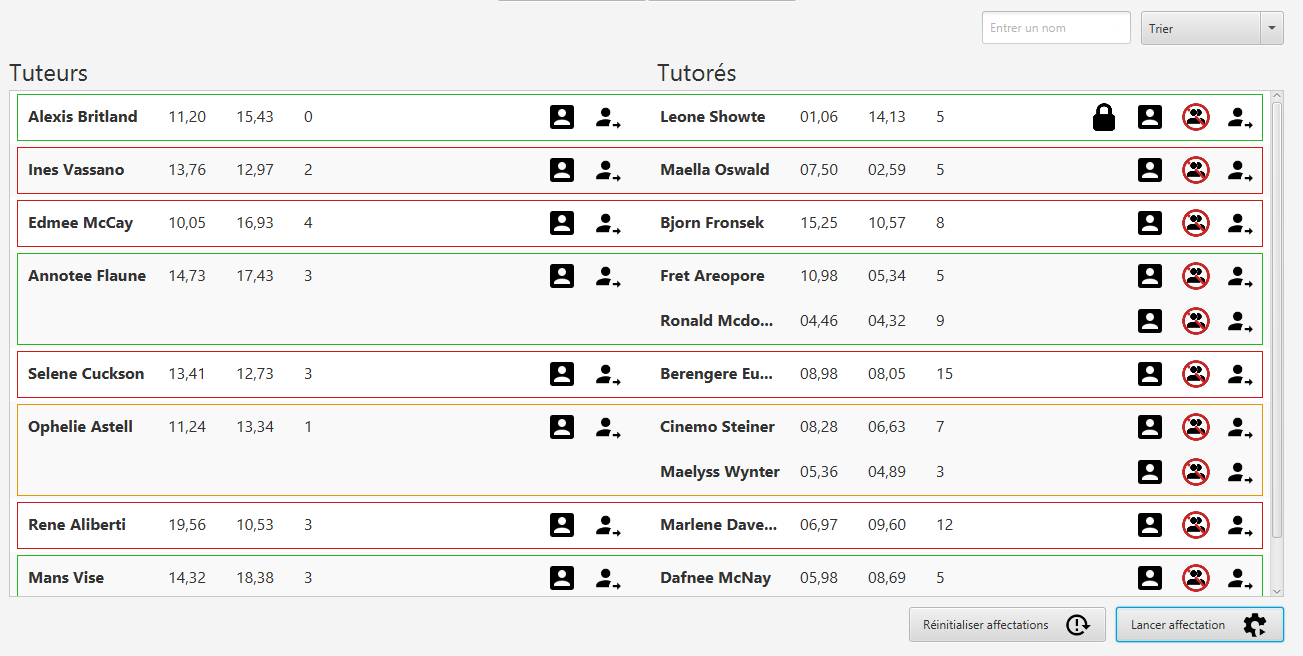 Entrer un nom Trier
Tuteurs Tutorés
Alexis Britland 11,20 15,43 0 Leone Showte 01,06 14,13 5
Ines Vassano 13,76 12,97 2 Maella Oswald 07,50 02,59 5
Edmee McCay 10,05 16,93 4 Bjorn Fronsek 15,25 10,57 8
Annotee Flaune 14,73 17,43 3 Fret Areopore 10,98 05,34 5
Ronald Mcdo... 04,46 04,32 9
Selene Cuckson 13,41 12,73 3 Berengere Eu... 08,98 08,05 15
Ophelie Astell 11,24 13,34 1 Cinemo Steiner 08,28 06,63 7
Maelyss Wynter 05,36 04,89 3
Rene Aliberti 19,56 10,53 3 Marlene Dave... 06,97 09,60 12
Mans Vise 14,32 18,38 3 Dafnee McNay 05,98 08,69 5
Réinitialiser affectations Lancer affectation